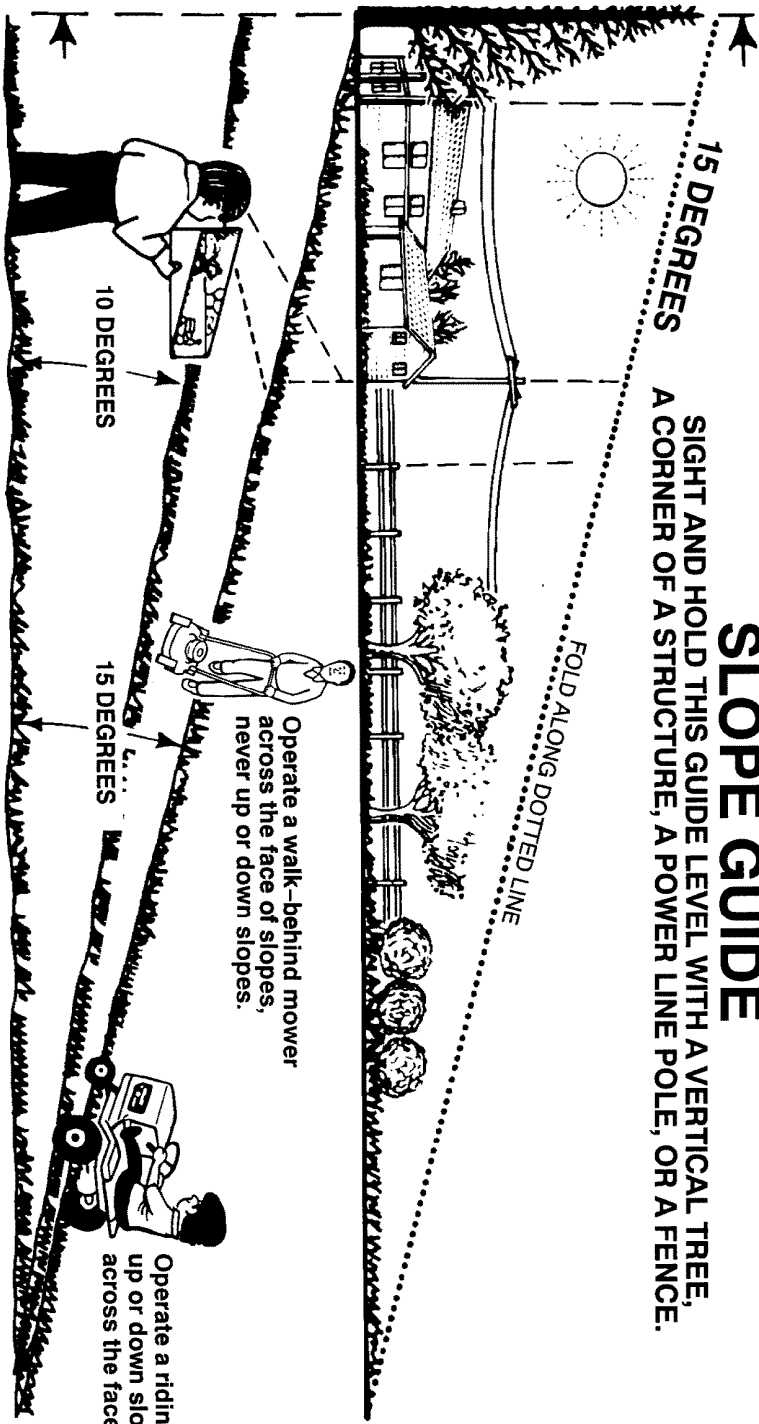 SLOPE GUIDE
SIGHT AND HOLD THIS GUIDE LEVEL WITH A VERTICAL TREE,
A CORNER OF A STRUCTURE, A POWER LINE POLE, OR A FENCE.
15 DEGREES
FOLD ALONG DOTTED LINE
Operate a walk-behind mower
across the face of slopes,
never up or down slopes.
10 DEGREES
15 DEGREES
Operate a
up or down
across the face